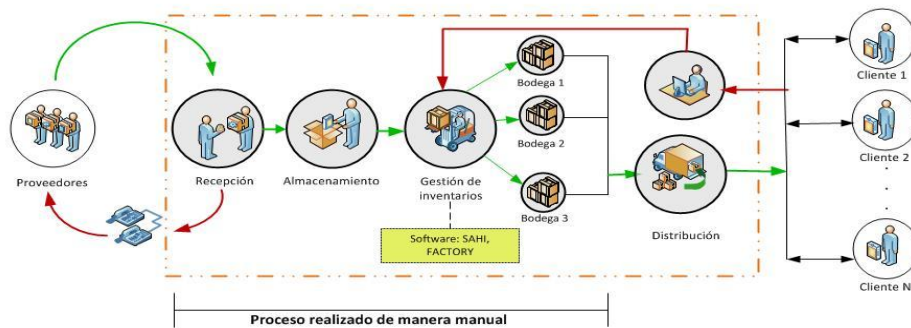 Proveedores
Recepción
Almacenamiento
Gestión de
inventarios
Software: SAHI,
FACTORY
Bodega 1
Bodega 2
Bodega 3
Distribución
Cliente 1
Cliente 2
Cliente N
Proceso realizado de manera manual